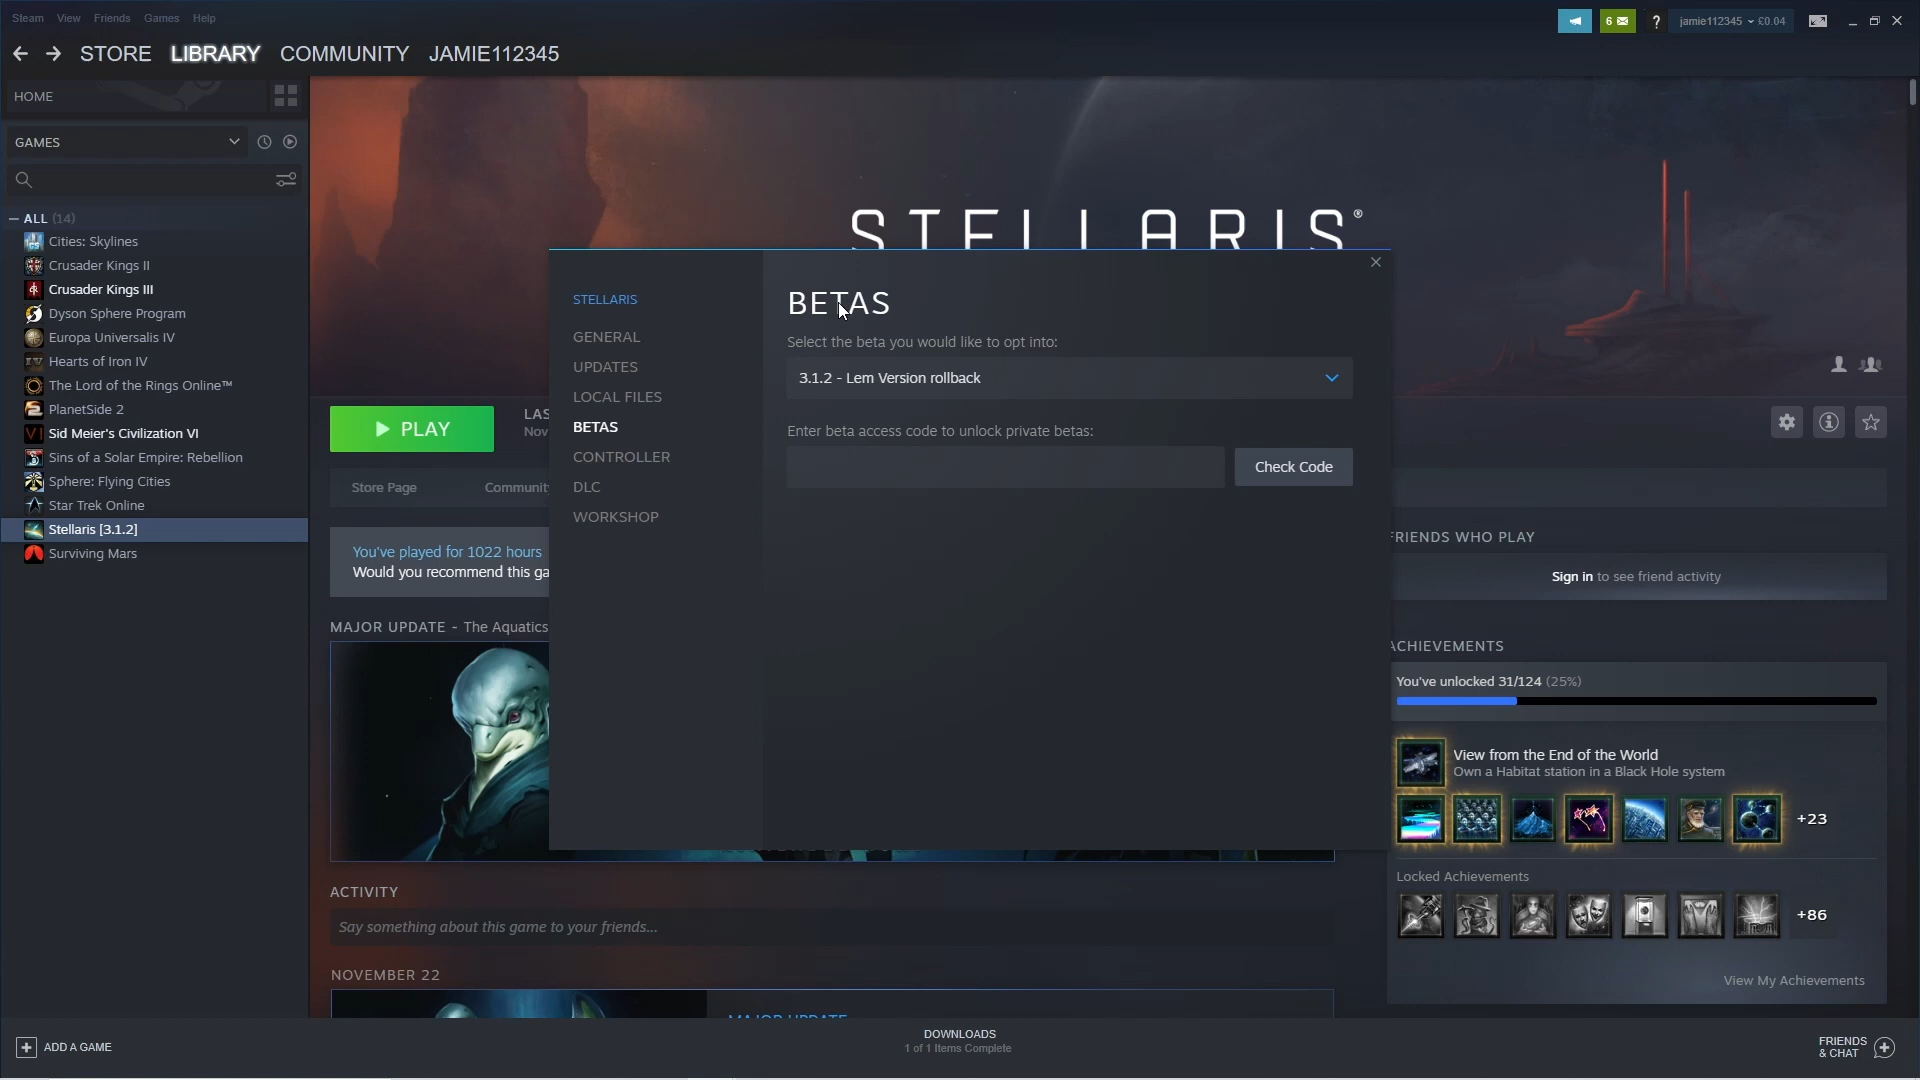 Steam View Friends Games Help
6 ? jamie112345 £0.04
STORE LIBRARY COMMUNITY JAMIE112345
HOME
GAMES
ALL (14)
Cities: Skylines
Crusader Kings II
Crusader Kings III
Dyson Sphere Program
Europa Universalis IV
Hearts of Iron IV
The Lord of the Rings Online™
PlanetSide 2
Sid Meier's Civilization VI
Sins of a Solar Empire: Rebellion
Sphere: Flying Cities
Star Trek Online
Stellaris [3.1.2]
Surviving Mars
STELLARIS®
PLAY
LAS
Nov
Store Page
MAJOR UPDATE - The Aquatics
You've played for 1022 hours
Would you recommend this ga
STELLARIS
GENERAL
UPDATES
LOCAL FILES
BETAS
CONTROLLER
DLC
WORKSHOP
BETAS
Select the beta you would like to opt into:
3.1.2 - Lem Version rollback
Enter beta access code to unlock private betas:
Check Code
FRIENDS WHO PLAY
Sign in to see friend activity
ACHIEVEMENTS
You've unlocked 31/124 (25%)
View from the End of the World
Own a Habitat station in a Black Hole system
+23
Locked Achievements
+86
View My Achievements
ACTIVITY
Say something about this game to your friends...
NOVEMBER 22
MAJOR UPDATE
ADD A GAME
DOWNLOADS
1 of 1 Items Complete
FRIENDS
& CHAT